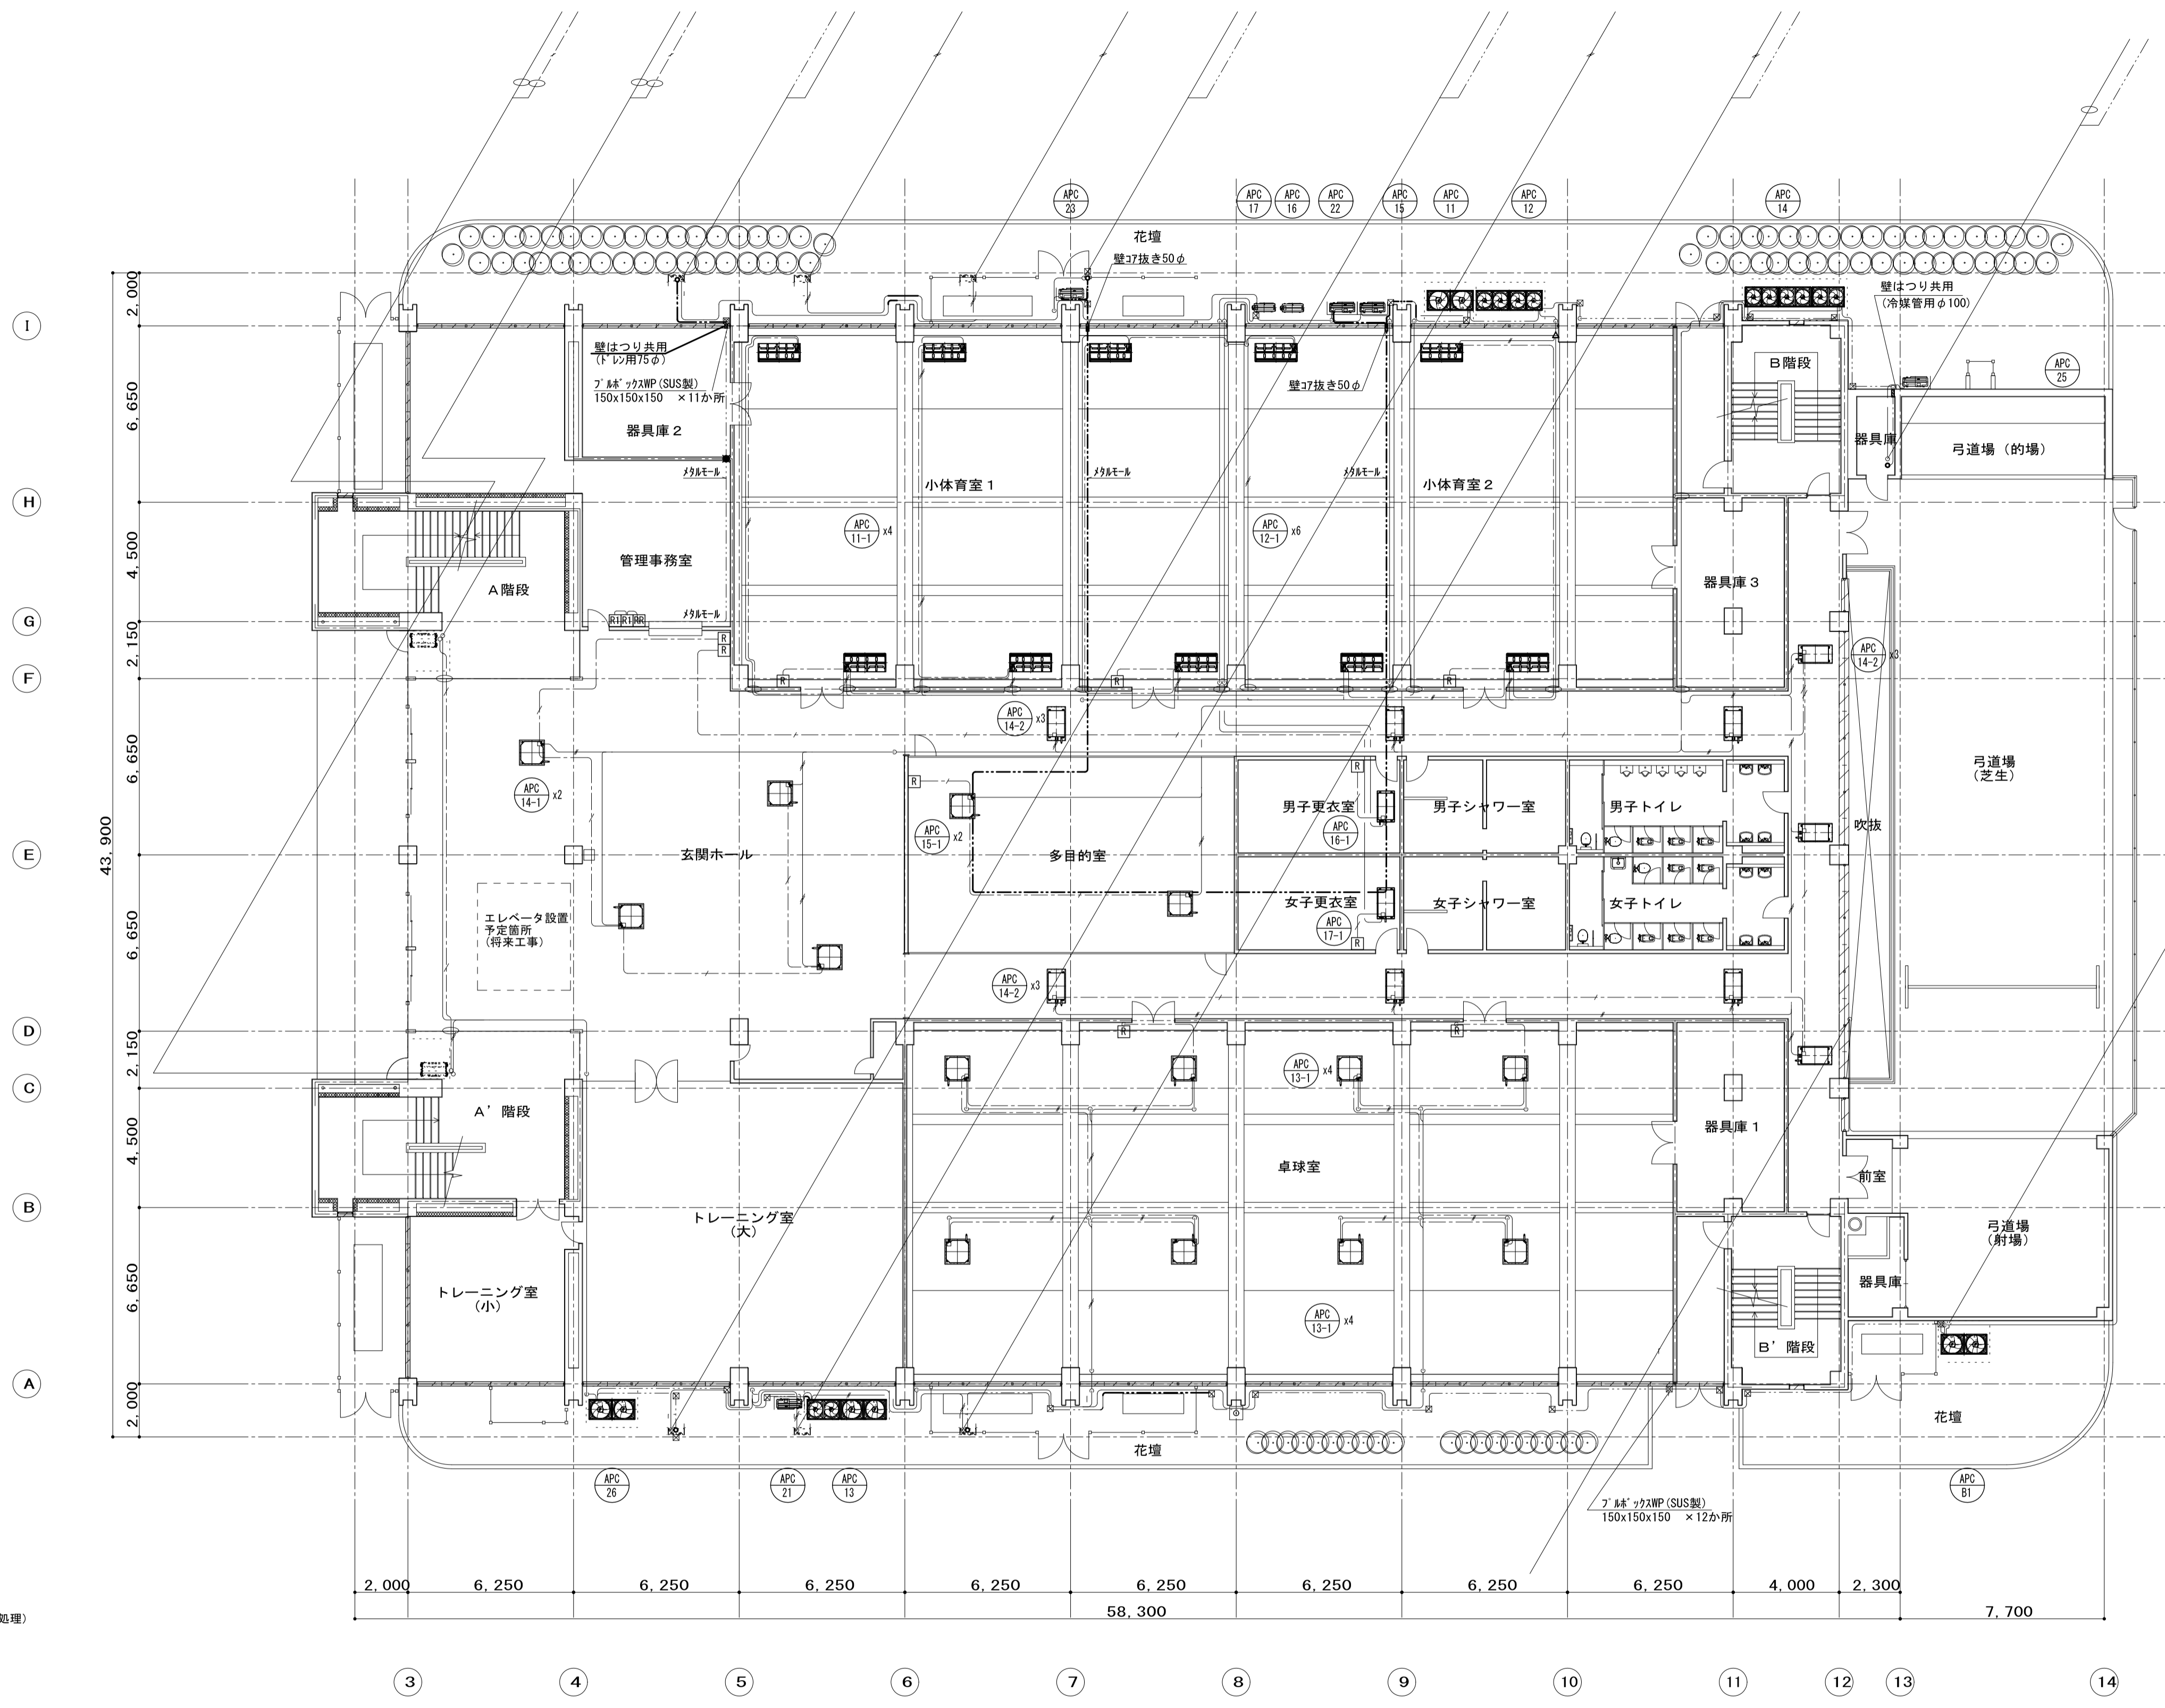 APC
23
APC
17
APC
16
APC
22
APC
15
APC
11
APC
12
APC
14
花壇
壁コア抜き50φ
壁はつり共用
(冷媒管用φ100)
2,000
I
壁はつり共用
(ドレン用75φ)
プルボックスWP(SUS製)
150x150x150 ×11か所
壁コア抜き50φ
B階段
APC
25
6,650
器具庫2
器具庫
弓道場(的場)
メタルモール
メタルモール
メタルモール
小体育室1
小体育室2
H
APC
11-1
x4
APC
12-1
x6
4,500
管理事務室
A階段
器具庫3
メタルモール
G
R1
R1
RR
R
R
2,150
APC
14-2
x3
F
R
R
R
APC
14-2
x3
6,650
弓道場
(芝生)
R
R
APC
14-1
x2
男子更衣室
男子シャワー室
男子トイレ
APC
15-1
x2
APC
16-1
吹抜
43,900
E
玄関ホール
多目的室
6,650
エレベータ設置
予定箇所
(将来工事)
女子更衣室
女子シャワー室
女子トイレ
APC
17-1
R
APC
14-2
x3
D
R
R
2,150
APC
13-1
x4
C
A'階段
器具庫1
4,500
卓球室
前室
B
トレーニング室
(大)
弓道場
(射場)
6,650
トレーニング室
(小)
器具庫
APC
13-1
x4
B'階段
A
2,000
花壇
花壇
APC
26
APC
21
APC
13
APC
B1
プルボックスWP(SUS製)
150x150x150 ×12か所
2,000
6,250
6,250
6,250
6,250
6,250
6,250
6,250
6,250
4,000
2,300
58,300
7,700
処理)
3
4
5
6
7
8
9
10
11
12
13
14